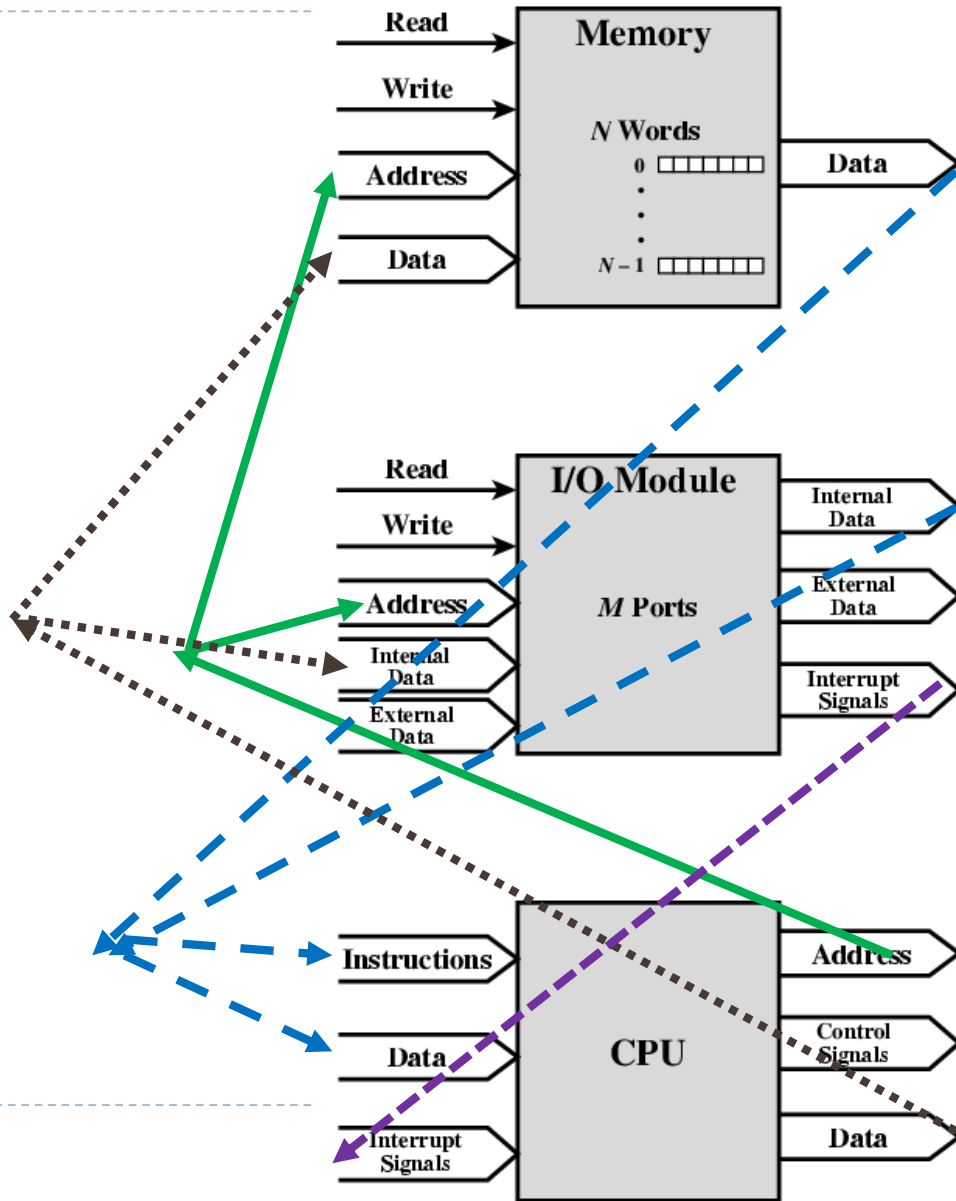 Read
Memory
Write
N Words
Address
0
Data
Data
N – 1
Read
I/O Module
Internal
Data
Write
Address
M Ports
External
Data
Internal
Data
Interrupt
Signals
External
Data
Instructions
Address
Data
CPU
Control
Signals
Interrupt
Signals
Data